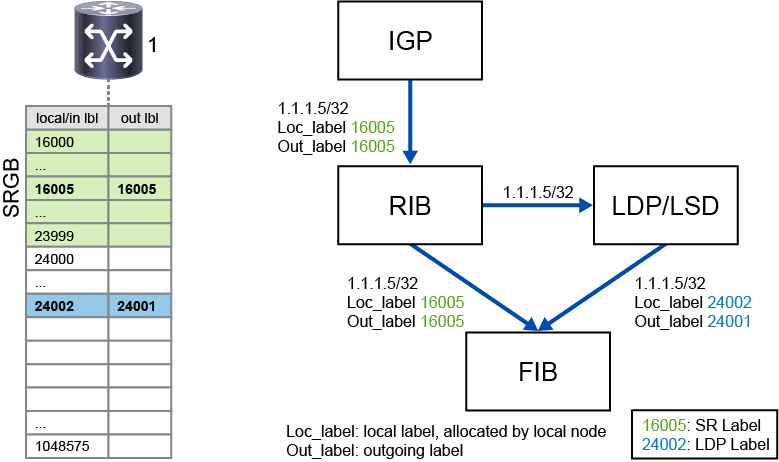 1
SRGB
local/in lbl out lbl
16000
...
16005 16005
...
23999
24000
...
24002 24001
...
1048575
IGP
1.1.1.5/32
Loc_label 16005
Out_label 16005
RIB
1.1.1.5/32
LDP/LSD
1.1.1.5/32
Loc_label 16005
Out_label 16005
1.1.1.5/32
Loc_label 24002
Out_label 24001
FIB
Loc_label: local label, allocated by local node
Out_label: outgoing label
16005: SR Label
24002: LDP Label